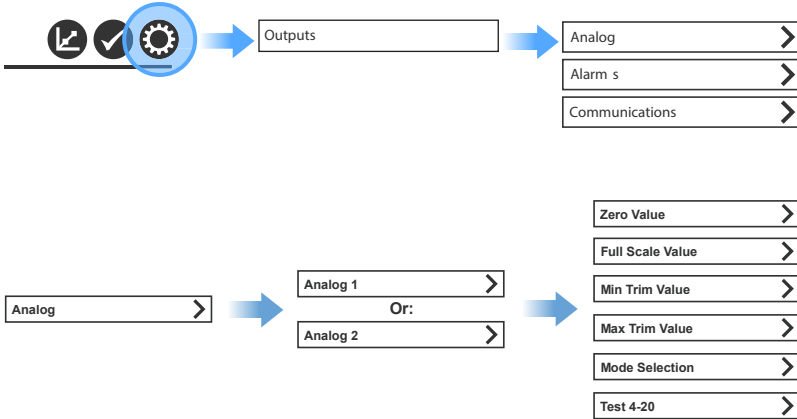 Outputs
Analog
Alarm s
Communications
Analog
Analog 1
Or:
Analog 2
Zero Value
Full Scale Value
Min Trim Value
Max Trim Value
Mode Selection
Test 4-20